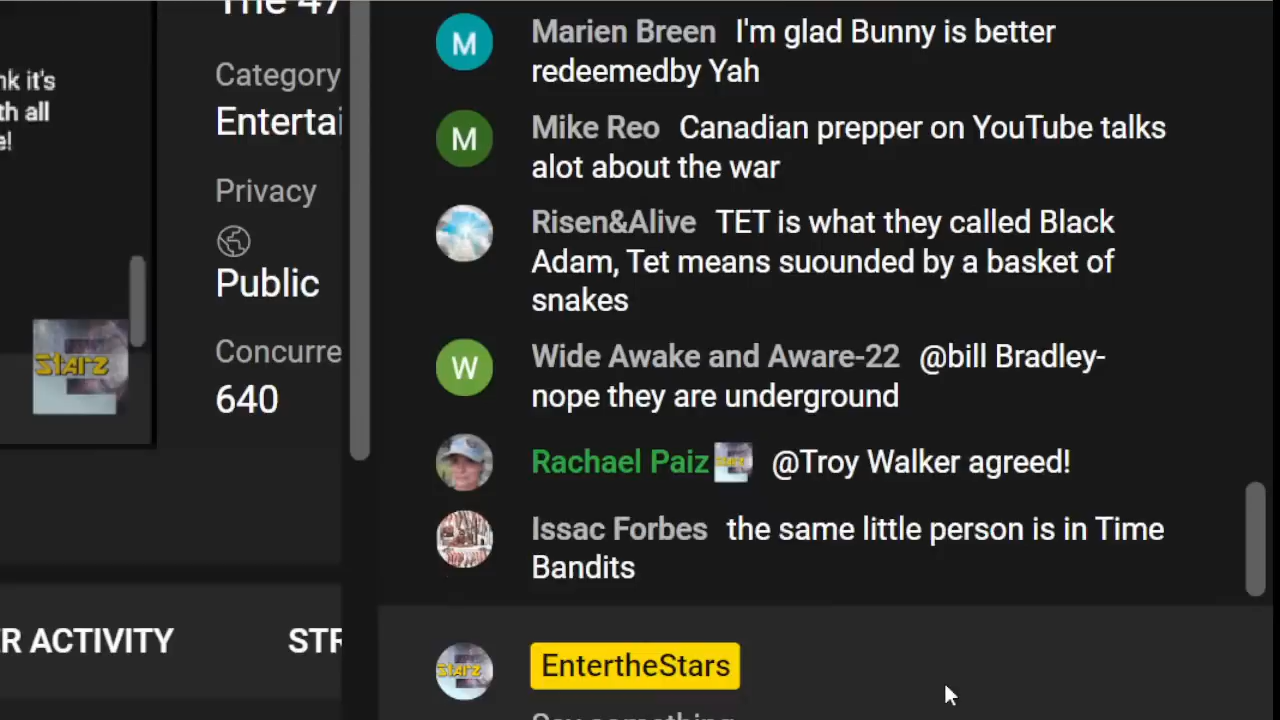 The 47
nk it's
th all
e!
Category
Entertai
Privacy
Public
Concurre
640
R ACTIVITY
STR
STARZ
M
Marien Breen I'm glad Bunny is better
redeemedby Yah
M
Mike Reo Canadian prepper on YouTube talks
alot about the war
Risen&Alive TET is what they called Black
Adam, Tet means suounded by a basket of
snakes
W
Wide Awake and Aware-22 @bill Bradley-
nope they are underground
Rachael Paiz @Troy Walker agreed!
Issac Forbes the same little person is in Time
Bandits
STARZ
EntertheStars
Say something